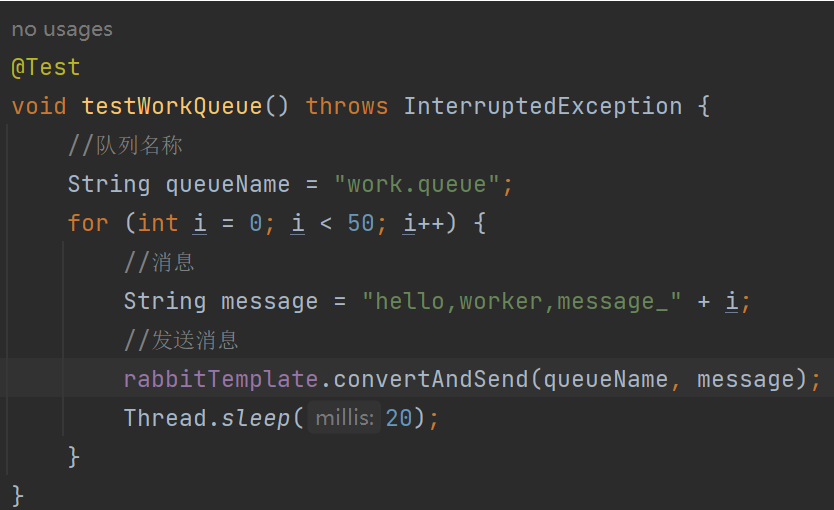 no usages
@Test
void testWorkQueue() throws InterruptedException {
//队列名称
String queueName = "work.queue";
for (int i = 0; i < 50; i++) {
//消息
String message = "hello,worker,message_" + i;
//发送消息
rabbitTemplate.convertAndSend(queueName, message);
Thread.sleep( millis: 20);
}
}